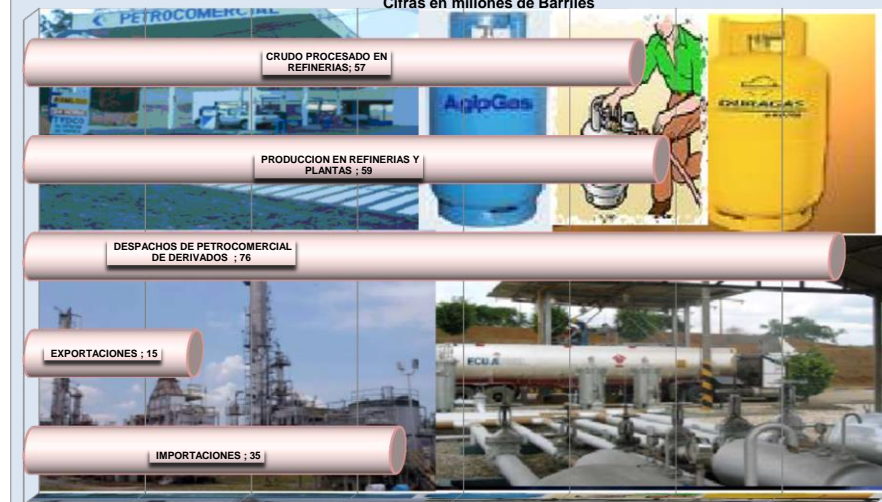 Cifras en millones de Barriles
PETROCOMERCIAL
CRUDO PROCESADO EN
REFINERIAS; 57
AgipGas
DURAGAS
PRODUCCION EN REFINERIAS Y
PLANTAS ; 59
DESPACHOS DE PETROCOMERCIAL
DE DERIVADOS ; 76
EXPORTACIONES ; 15
IMPORTACIONES ; 35